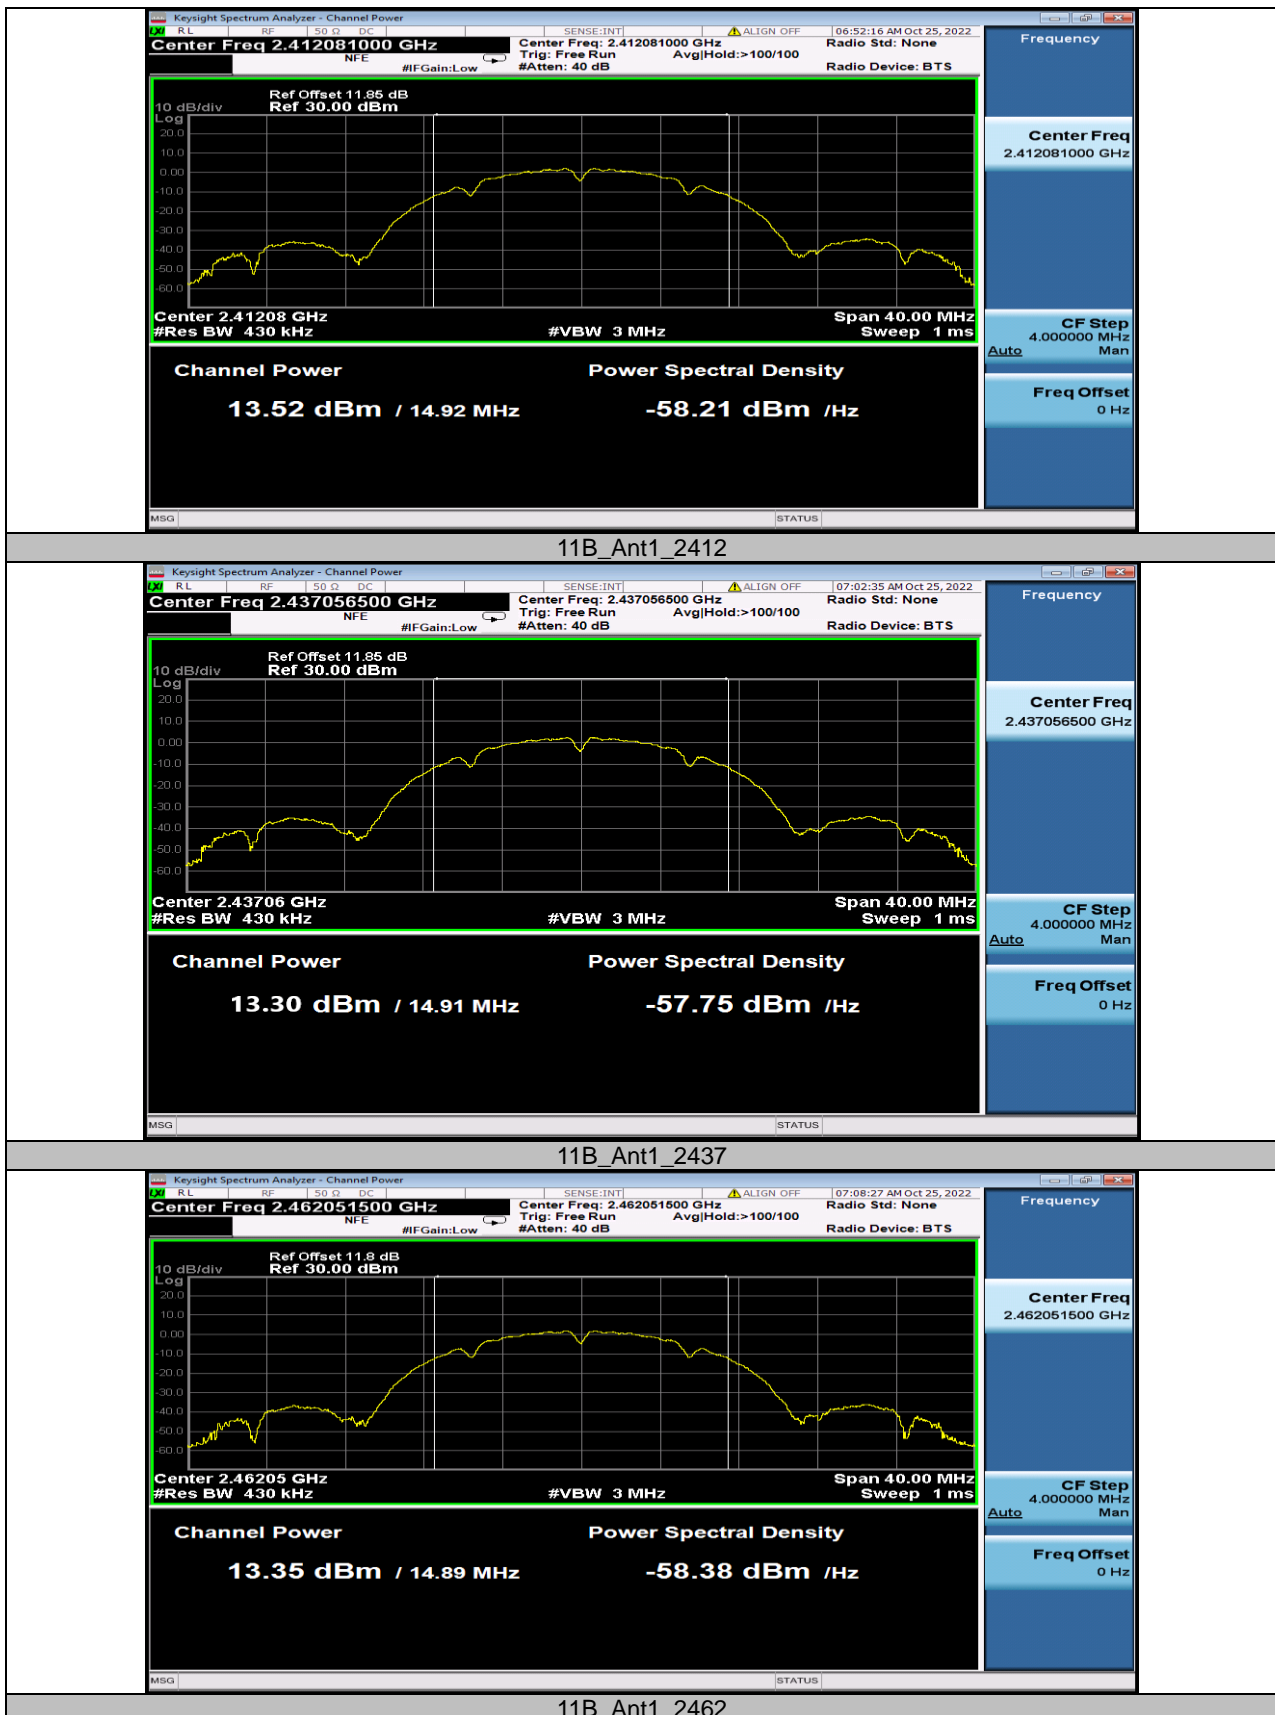 Keysight Spectrum Analyzer - Channel Power
LXI RL RF 50 Ω DC SENSE:INT ALIGN OFF 06:52:16 AM Oct 25, 2022
Center Freq 2.412081000 GHz
NFE
#IFGain:Low
Center Freq: 2.412081000 GHz
Trig: Free Run Avg|Hold:>100/100
#Atten: 40 dB
Radio Std: None
Radio Device: BTS
Frequency
Ref Offset 11.85 dB
10 dB/div Ref 30.00 dBm
Log
20.0
10.0
0.00
-10.0
-20.0
-30.0
-40.0
-50.0
-60.0
Center Freq
2.412081000 GHz
Center 2.41208 GHz Span 40.00 MHz
#Res BW 430 kHz #VBW 3 MHz Sweep 1 ms
CF Step
4.000000 MHz
Auto Man
Channel Power Power Spectral Density
13.52 dBm / 14.92 MHz -58.21 dBm /Hz
Freq Offset
0 Hz
MSG STATUS
11B_Ant1_2412
Keysight Spectrum Analyzer - Channel Power
LXI RL RF 50 Ω DC SENSE:INT ALIGN OFF 07:02:35 AM Oct 25, 2022
Center Freq 2.437056500 GHz
NFE
#IFGain:Low
Center Freq: 2.437056500 GHz
Trig: Free Run Avg|Hold:>100/100
#Atten: 40 dB
Radio Std: None
Radio Device: BTS
Frequency
Ref Offset 11.85 dB
10 dB/div Ref 30.00 dBm
Log
20.0
10.0
0.00
-10.0
-20.0
-30.0
-40.0
-50.0
-60.0
Center Freq
2.437056500 GHz
Center 2.43706 GHz Span 40.00 MHz
#Res BW 430 kHz #VBW 3 MHz Sweep 1 ms
CF Step
4.000000 MHz
Auto Man
Channel Power Power Spectral Density
13.30 dBm / 14.91 MHz -57.75 dBm /Hz
Freq Offset
0 Hz
MSG STATUS
11B_Ant1_2437
Keysight Spectrum Analyzer - Channel Power
LXI RL RF 50 Ω DC SENSE:INT ALIGN OFF 07:08:27 AM Oct 25, 2022
Center Freq 2.462051500 GHz
NFE
#IFGain:Low
Center Freq: 2.462051500 GHz
Trig: Free Run Avg|Hold:>100/100
#Atten: 40 dB
Radio Std: None
Radio Device: BTS
Frequency
Ref Offset 11.8 dB
10 dB/div Ref 30.00 dBm
Log
20.0
10.0
0.00
-10.0
-20.0
-30.0
-40.0
-50.0
-60.0
Center Freq
2.462051500 GHz
Center 2.46205 GHz Span 40.00 MHz
#Res BW 430 kHz #VBW 3 MHz Sweep 1 ms
CF Step
4.000000 MHz
Auto Man
Channel Power Power Spectral Density
13.35 dBm / 14.89 MHz -58.38 dBm /Hz
Freq Offset
0 Hz
MSG STATUS
11B_Ant1_2462